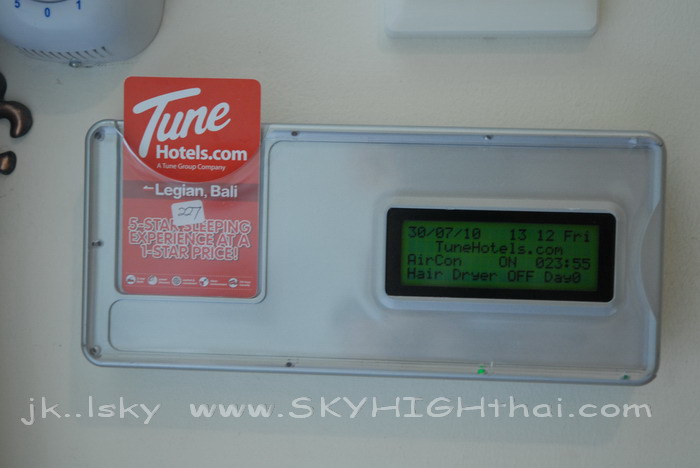 5 0 1
Tune
Hotels.com
A Tune Group Company
Legian, Bali
227
5-STAR SLEEPING
EXPERIENCE AT A
1-STAR PRICE!
30/07/10 13 12 Fri
TuneHotels.com
AirCon ON 023:55
Hair Dryer OFF Day0
jk..lsky www.SKYHIGHthai.com